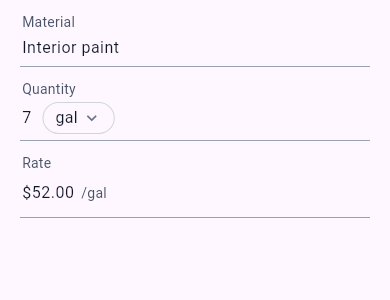 Material
Interior paint
Quantity
7 gal
Rate
$52.00 /gal